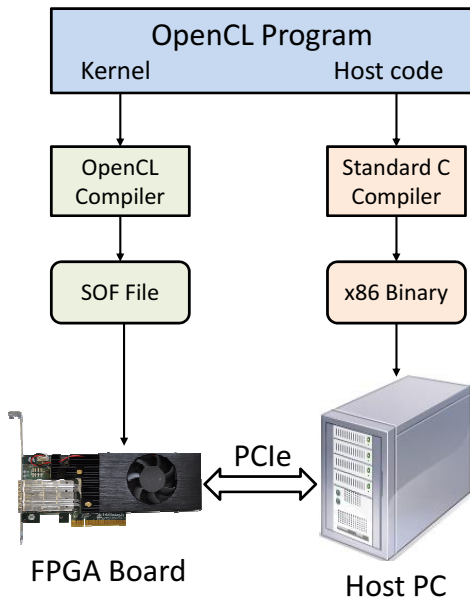 OpenCL Program
Kernel
Host code
OpenCL
Compiler
Standard C
Compiler
SOF File
x86 Binary
PCIe
FPGA Board
Host PC